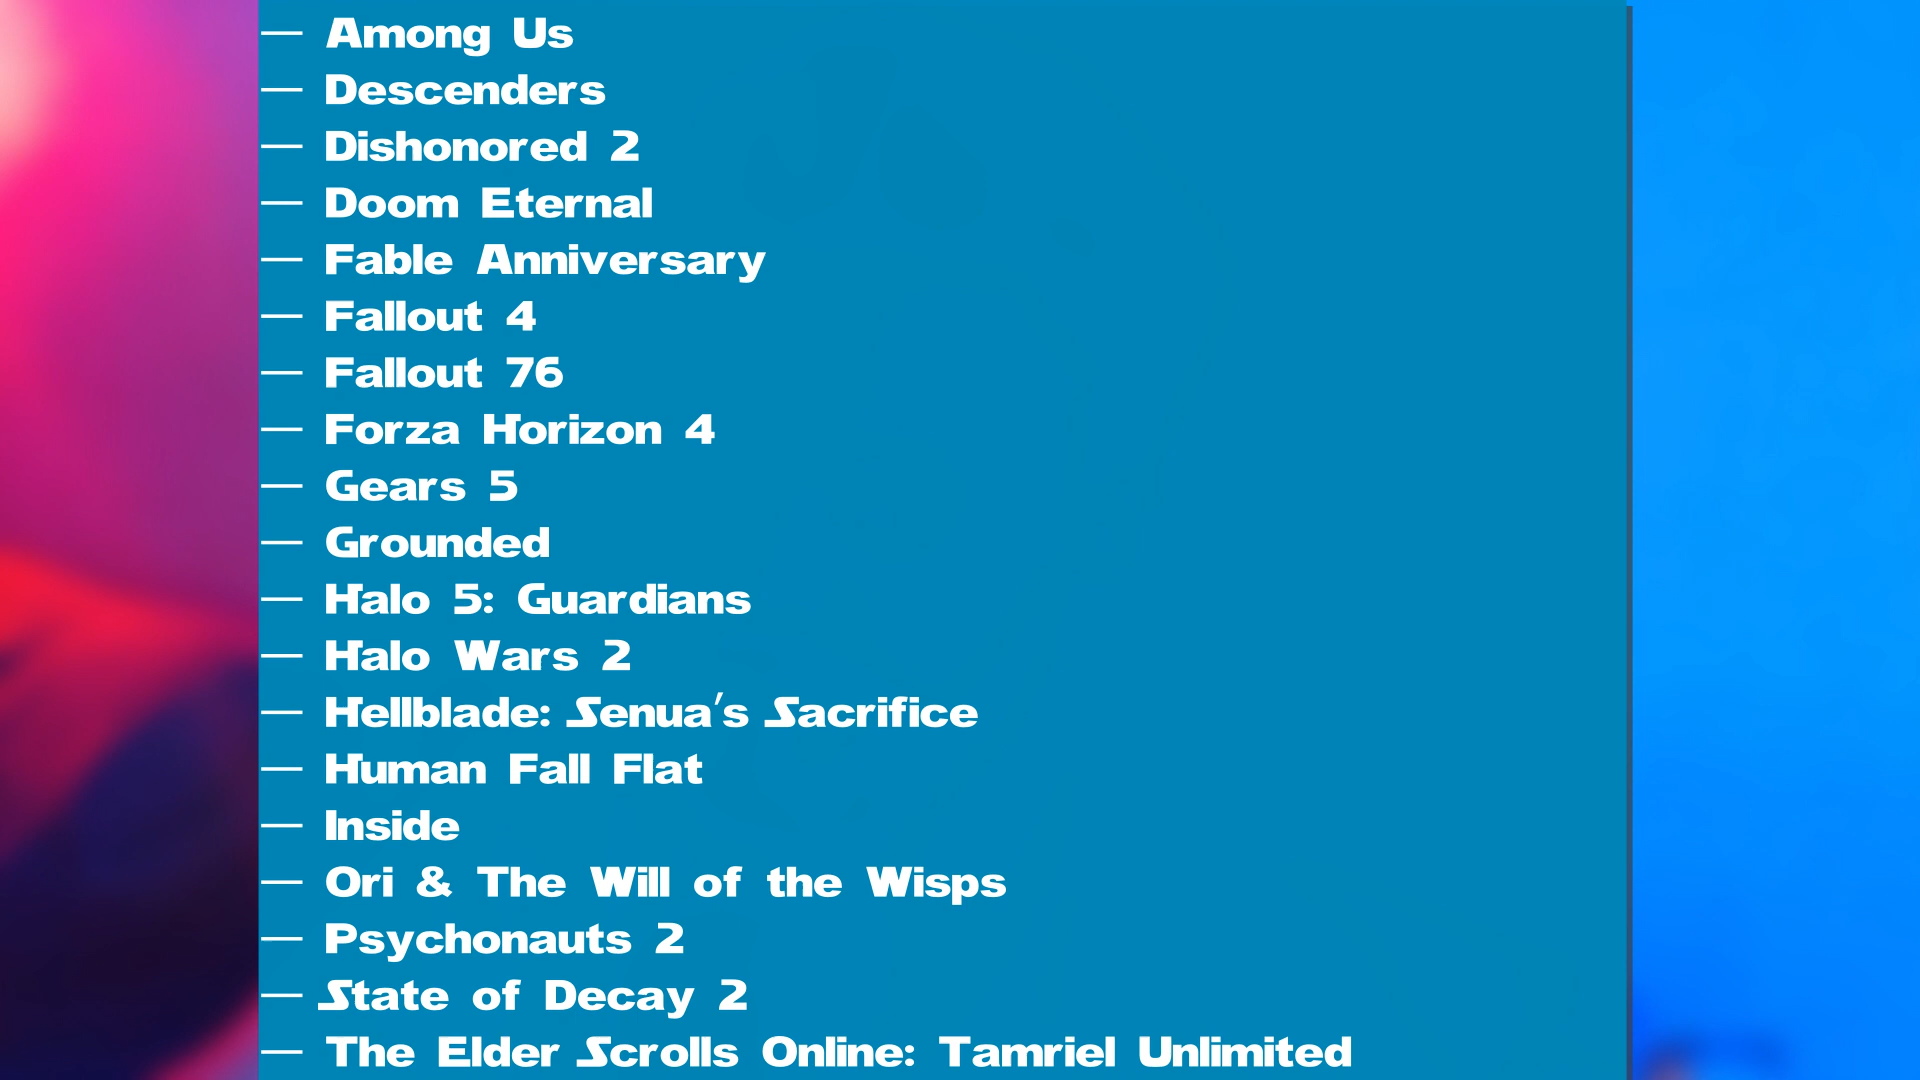 — Among Us
— Descenders
— Dishonored 2
— Doom Eternal
— Fable Anniversary
— Fallout 4
— Fallout 76
— Forza Horizon 4
— Gears 5
— Grounded
— Halo 5: Guardians
— Halo Wars 2
— Hellblade: Senua's Sacrifice
— Human Fall Flat
— Inside
— Ori & The Will of the Wisps
— Psychonauts 2
— State of Decay 2
— The Elder Scrolls Online: Tamriel Unlimited